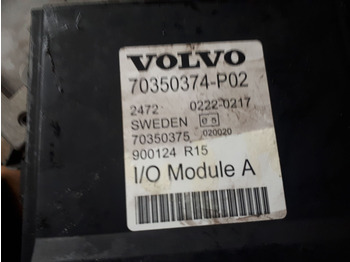 VOLVO
70350374-P02
2472 0222-0217
SWEDEN
70350375 020020
900124 R15
I/O Module A